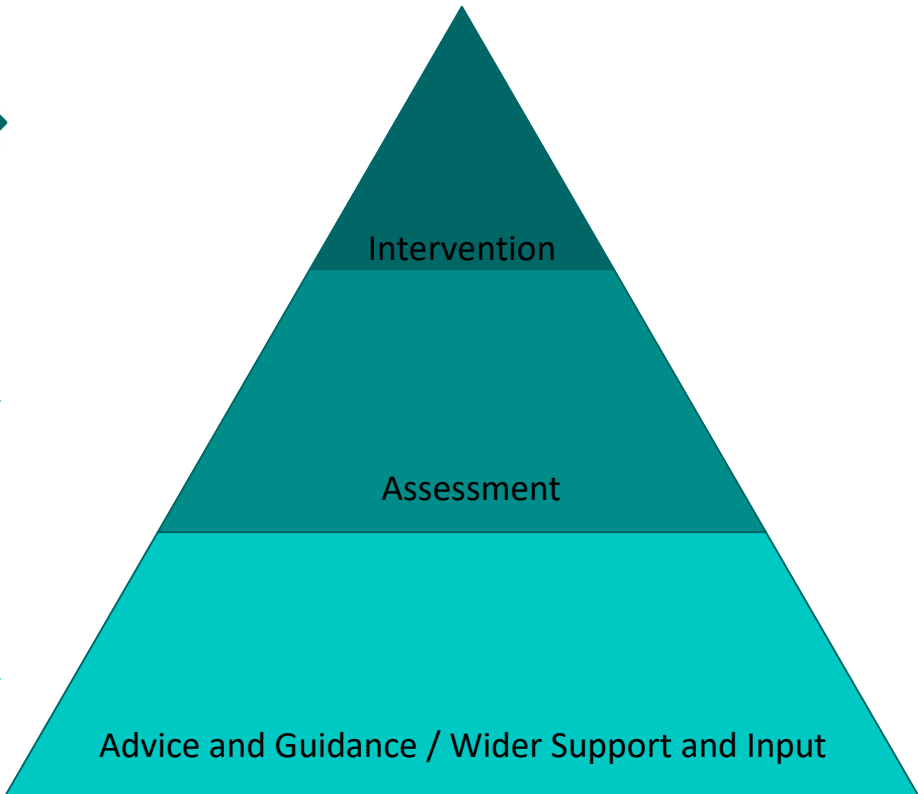 Intervention
Assessment
Advice and Guidance / Wider Support and Input